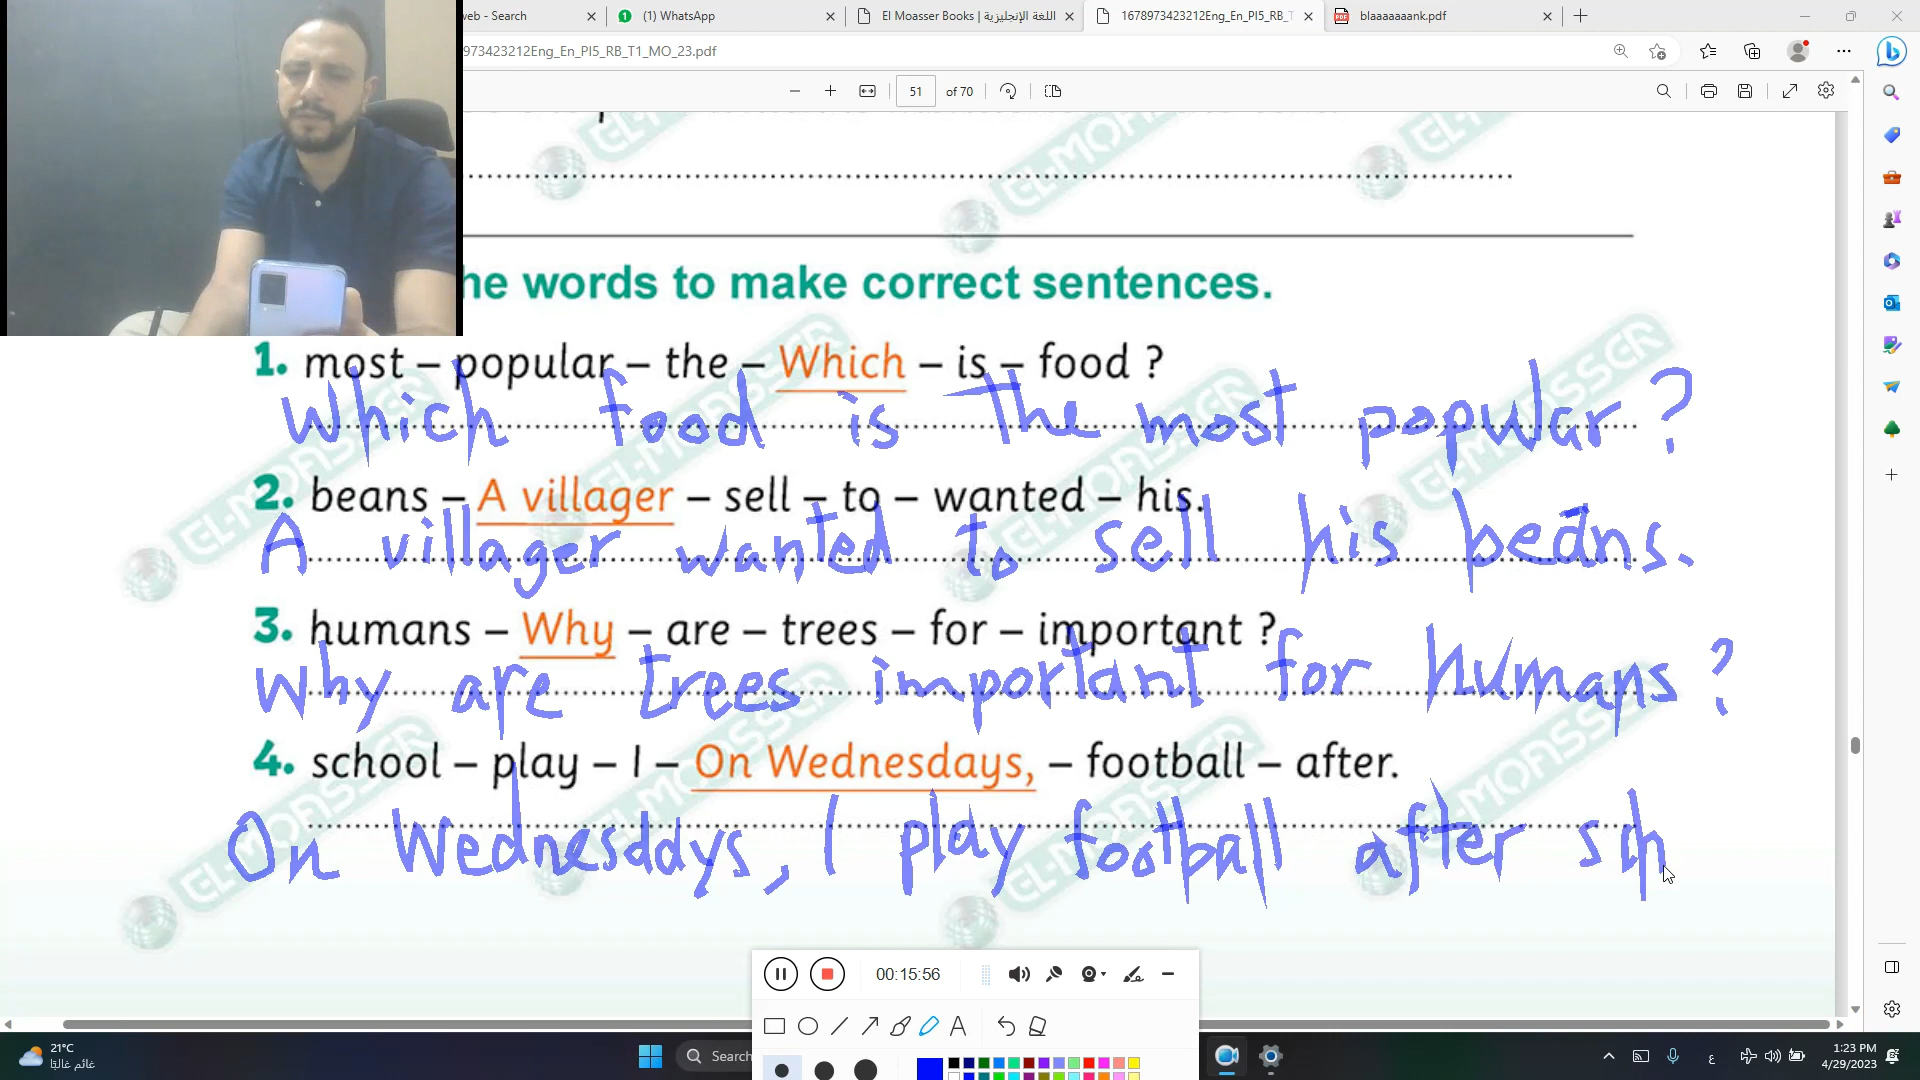 web - Search
(1) WhatsApp
El Moasser Books | اللغة الإنجليزية
1678973423212Eng_En_PI5_RB_T
blaaaaaaank.pdf
973423212Eng_En_PI5_RB_T1_MO_23.pdf
51 of 70
EL-MOASSER
he words to make correct sentences.
1. most – popular – the – Which – is – food ?
Which food is the most popular ?
2. beans – A villager – sell – to – wanted – his.
A villager wanted to sell his beans.
3. humans – Why – are – trees – for – important ?
Why are trees important for humans ?
4. school – play – I – On Wednesdays, – football – after.
On Wednesdays, I play football after sch
00:15:56
A
21°C
غائم غالبًا
Search
ع
1:23 PM
4/29/2023